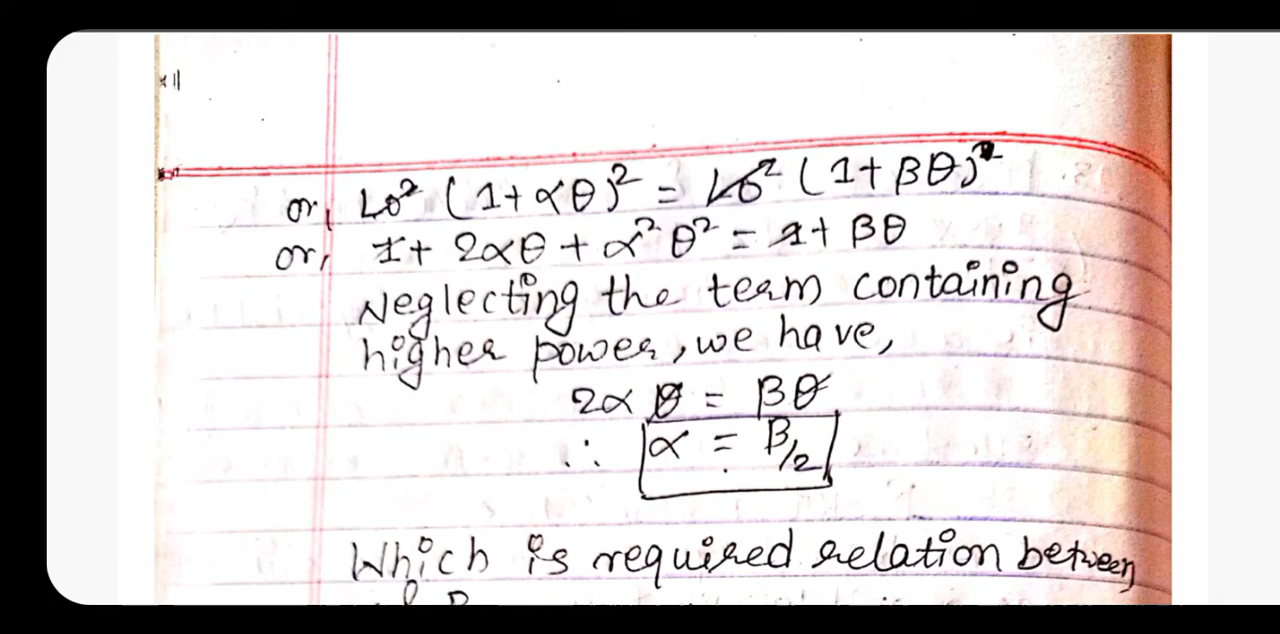 or, L₀² (1+αθ)² = L₀² (1+βθ)
or, 1+ 2αθ + α²θ² = 1+ βθ
Neglecting the term containing
higher power, we have,
2αθ = βθ
∴ α = β/2
Which is required relation between